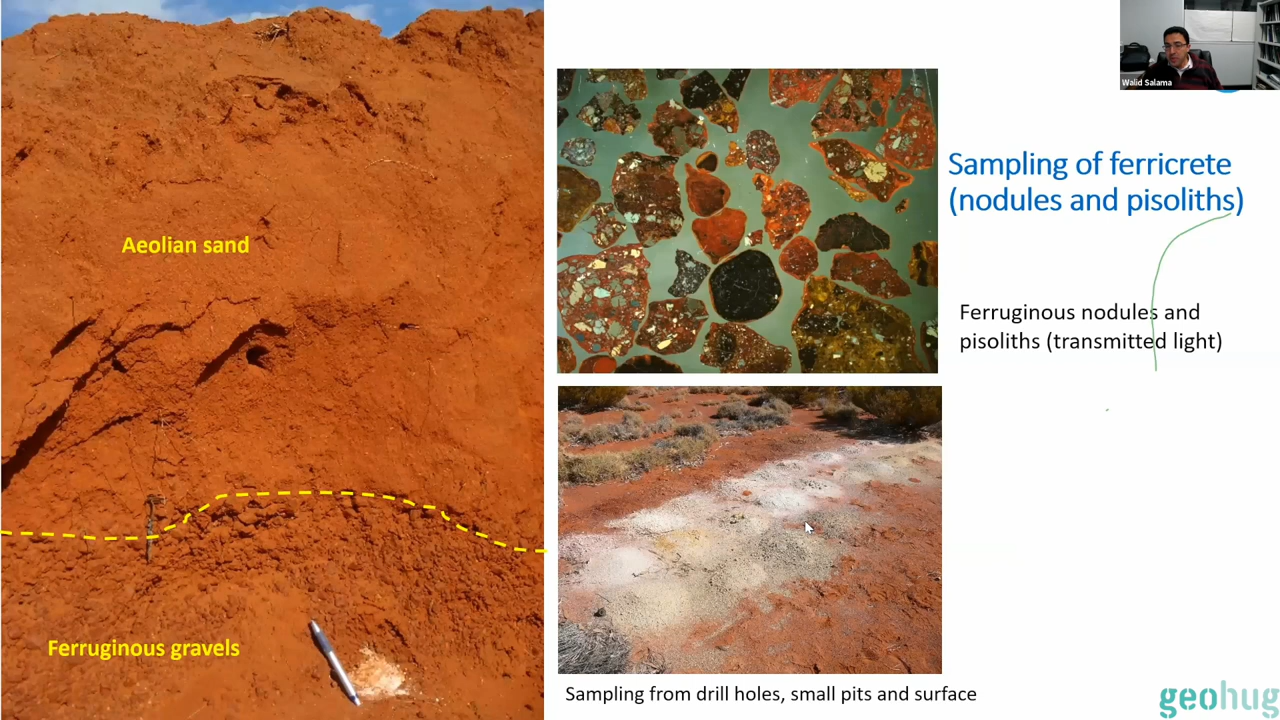 Walid Salama
Sampling of ferricrete
(nodules and pisoliths)
Aeolian sand
Ferruginous nodules and
pisoliths (transmitted light)
Ferruginous gravels
Sampling from drill holes, small pits and surface
geohug